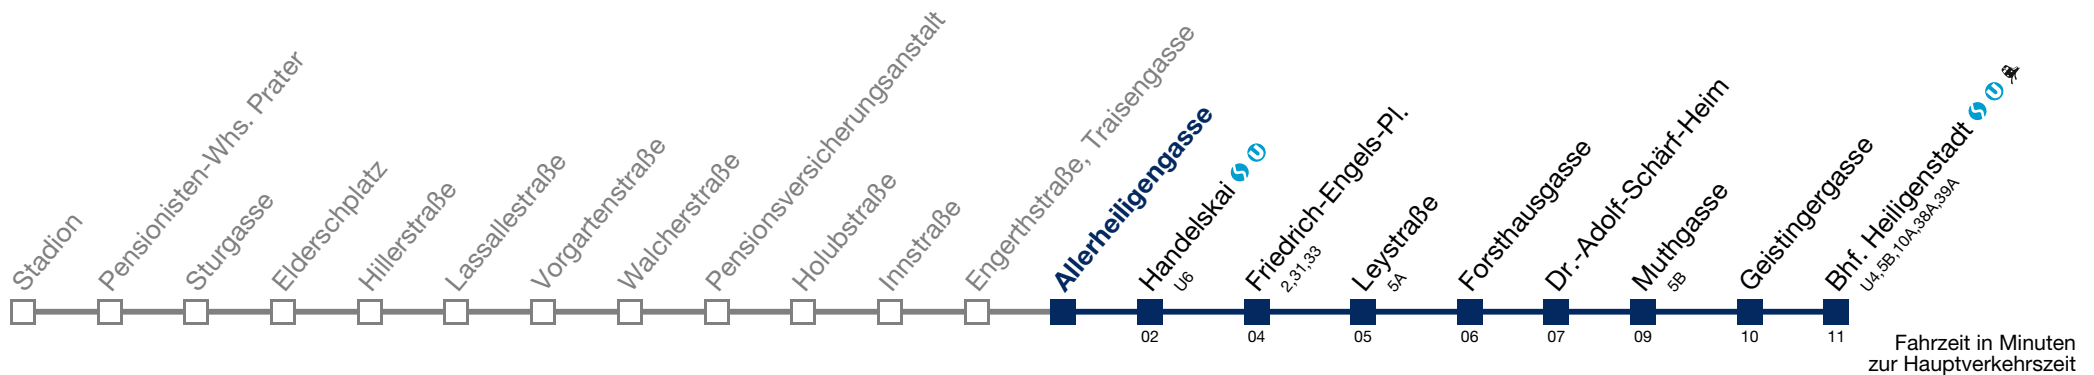 Stadion
Pensionisten-Whs. Prater
Sturgasse
Elderschplatz
Hillerstraße
Lassallestraße
Vorgartenstraße
Walcherstraße
Pensionsversicherungsanstalt
Holubstraße
Innstraße
Engerthstraße, Traisengasse
Allerheiligengasse
Handelskai S U
U6
02
Friedrich-Engels-Pl.
2,31,33
04
Leystraße
5A
05
Forsthausgasse
06
Dr.-Adolf-Schärf-Heim
07
Muthgasse
5B
09
Geistingergasse
10
Bhf. Heiligenstadt S U
U4,5B,10A,38A,39A
11
Fahrzeit in Minuten
zur Hauptverkehrszeit